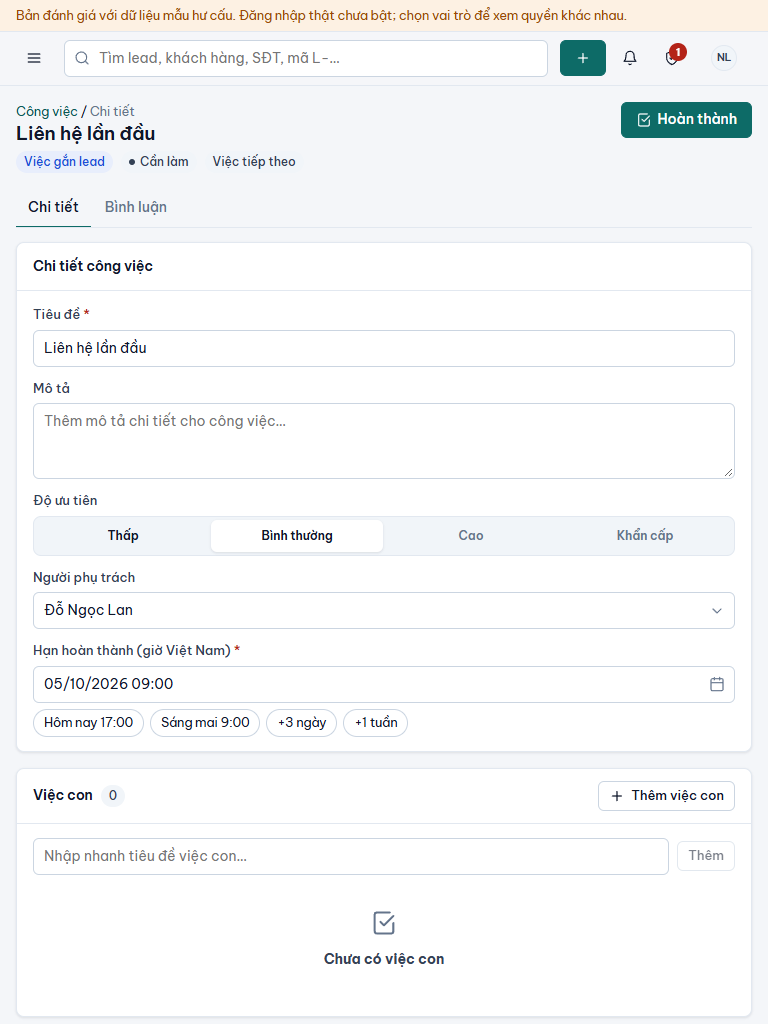 Bản đánh giá với dữ liệu mẫu hư cấu. Đăng nhập thật chưa bật; chọn vai trò để xem quyền khác nhau.
Tìm lead, khách hàng, SĐT, mã L-...
1
NL
Công việc / Chi tiết
Liên hệ lần đầu
Hoàn thành
Việc gắn lead
Cần làm
Việc tiếp theo
Chi tiết
Bình luận
Chi tiết công việc
Tiêu đề *
Liên hệ lần đầu
Mô tả
Thêm mô tả chi tiết cho công việc...
Độ ưu tiên
Thấp
Bình thường
Cao
Khẩn cấp
Người phụ trách
Đỗ Ngọc Lan
Hạn hoàn thành (giờ Việt Nam) *
05/10/2026 09:00
Hôm nay 17:00
Sáng mai 9:00
+3 ngày
+1 tuần
Việc con 0
Thêm việc con
Nhập nhanh tiêu đề việc con...
Thêm
Chưa có việc con